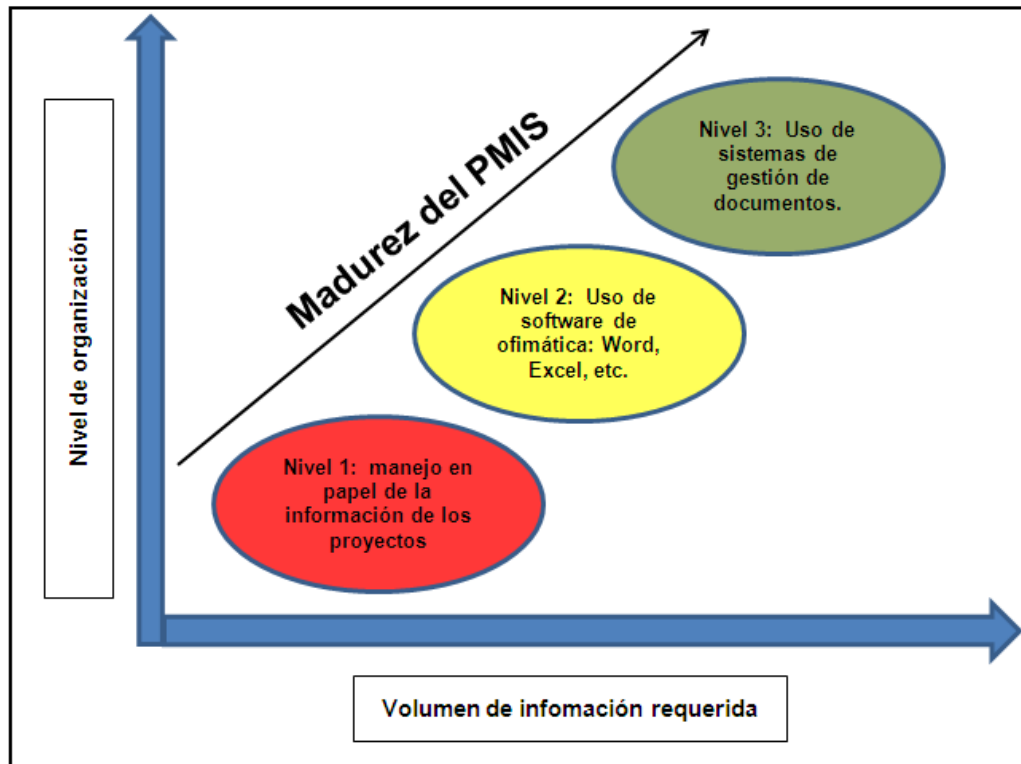 Nivel de organización
Madurez del PMIS
Nivel 3: Uso de
sistemas de
gestión de
documentos.
Nivel 2: Uso de
software de
ofimática: Word,
Excel, etc.
Nivel 1: manejo en
papel de la
información de los
proyectos
Volumen de infomación requerida